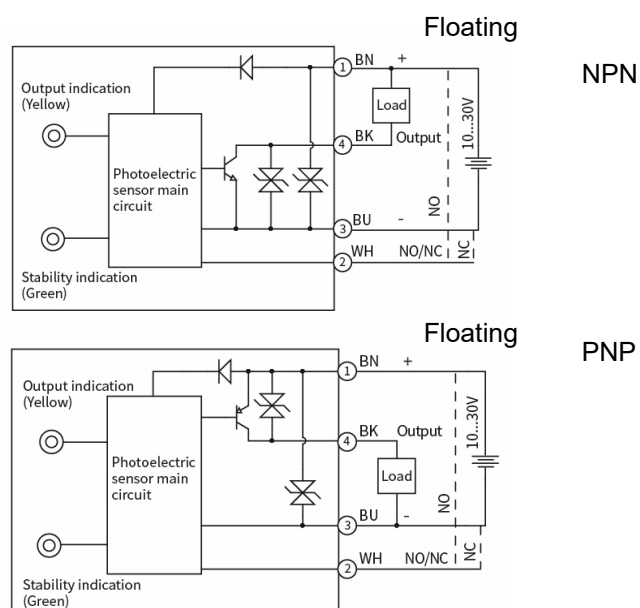 Floating
NPN
1 BN +
Output indication
(Yellow)
Load
10...30V
4 BK Output
Photoelectric
sensor main
circuit
NO
3 BU -
NC
2 WH NO/NC
Stability indication
(Green)
Floating
PNP
1 BN +
Output indication
(Yellow)
10...30V
4 BK Output
Photoelectric
sensor main
circuit
Load
NO
3 BU -
NC
2 WH NO/NC
Stability indication
(Green)